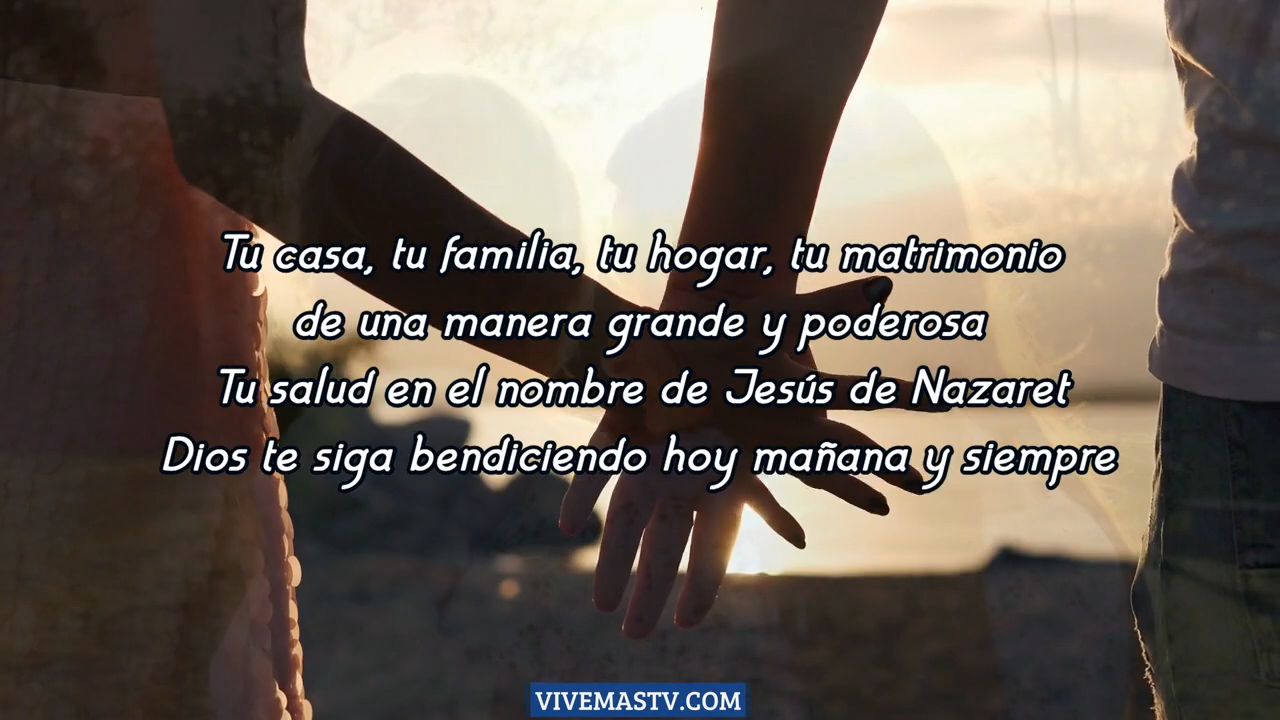 Tu casa, tu familia, tu hogar, tu matrimonio
de una manera grande y poderosa
Tu salud en el nombre de Jesús de Nazaret
Dios te siga bendiciendo hoy mañana y siempre
VIVEMASTV.COM